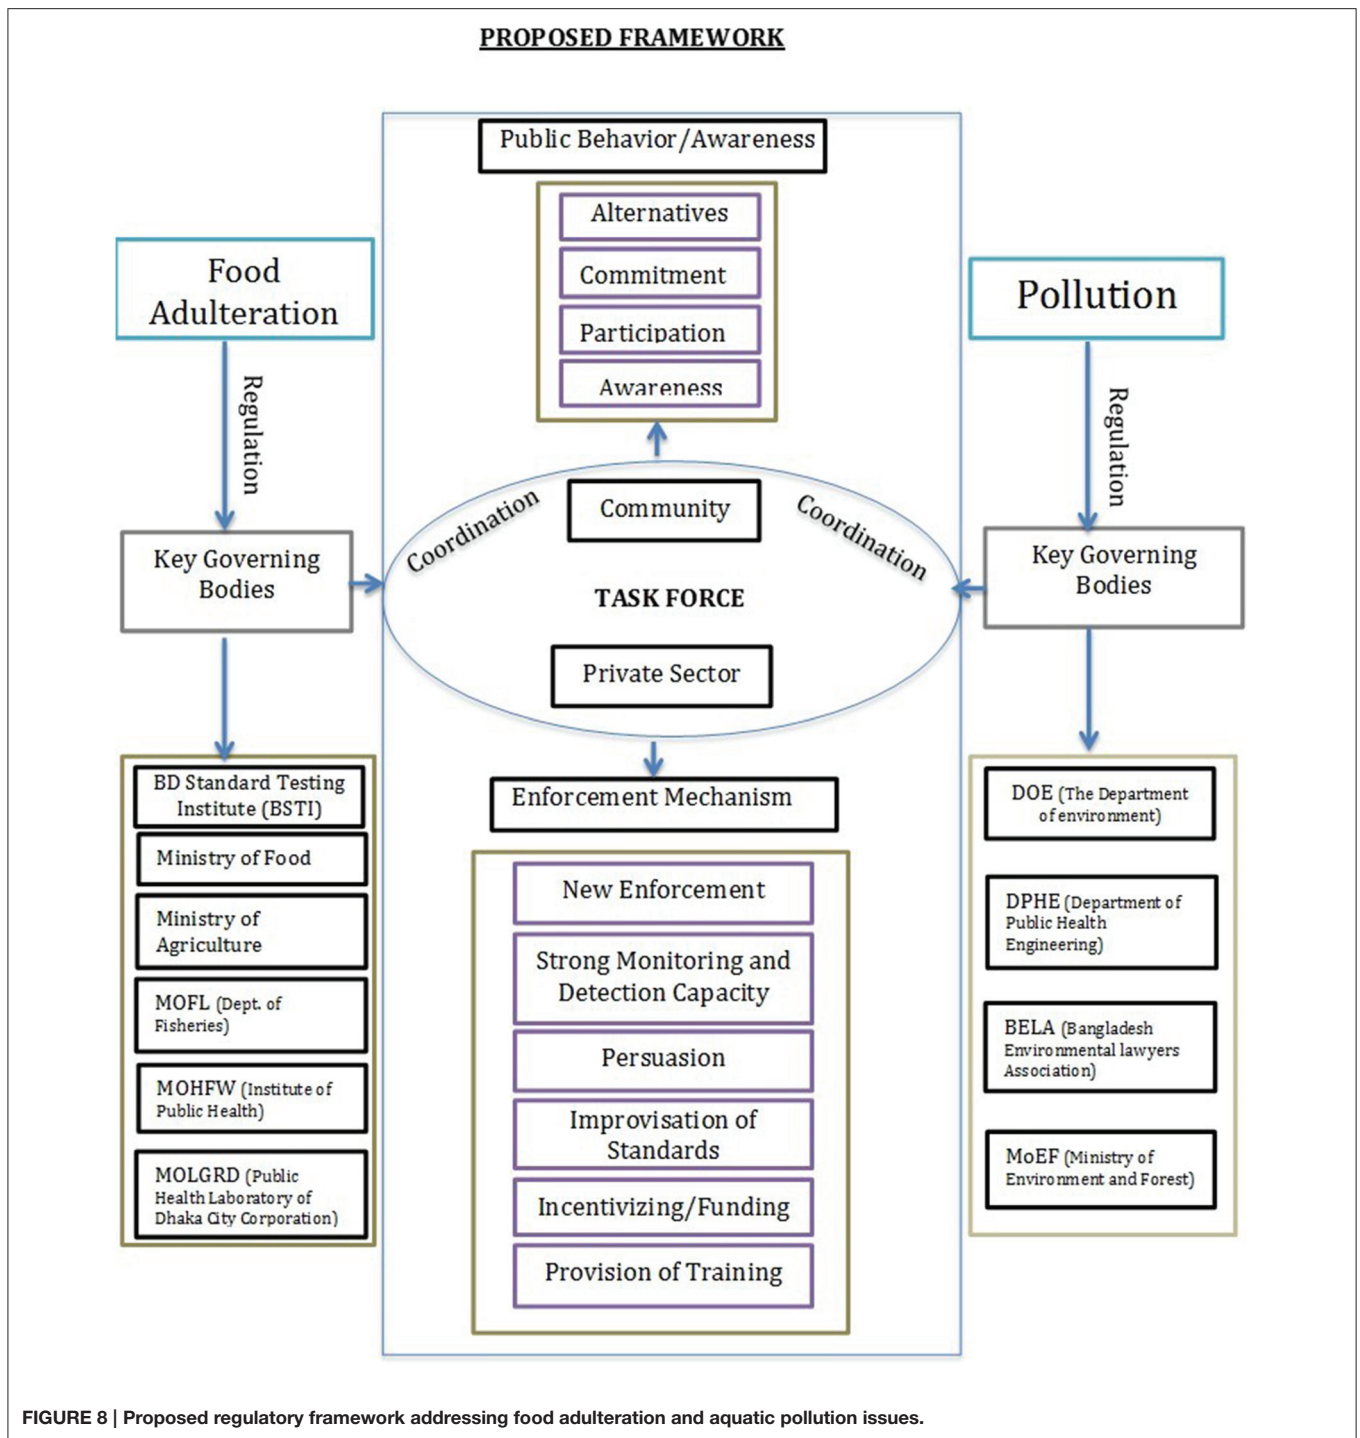 PROPOSED FRAMEWORK
Public Behavior/Awareness
Alternatives
Commitment
Participation
Awareness
Food
Adulteration
Regulation
Key Governing
Bodies
Pollution
Regulation
Key Governing
Bodies
Coordination
Coordination
Community
TASK FORCE
Private Sector
BD Standard Testing
Institute (BSTI)
Ministry of Food
Ministry of
Agriculture
MOFL (Dept. of
Fisheries)
MOHFW (Institute of
Public Health)
MOLGRD (Public
Health Laboratory of
Dhaka City Corporation)
Enforcement Mechanism
New Enforcement
Strong Monitoring and
Detection Capacity
Persuasion
Improvisation of
Standards
Incentivizing/Funding
Provision of Training
DOE (The Department
of environment)
DPHE (Department of
Public Health
Engineering)
BELA (Bangladesh
Environmental lawyers
Association)
MoEF (Ministry of
Environment and Forest)
FIGURE 8 | Proposed regulatory framework addressing food adulteration and aquatic pollution issues.